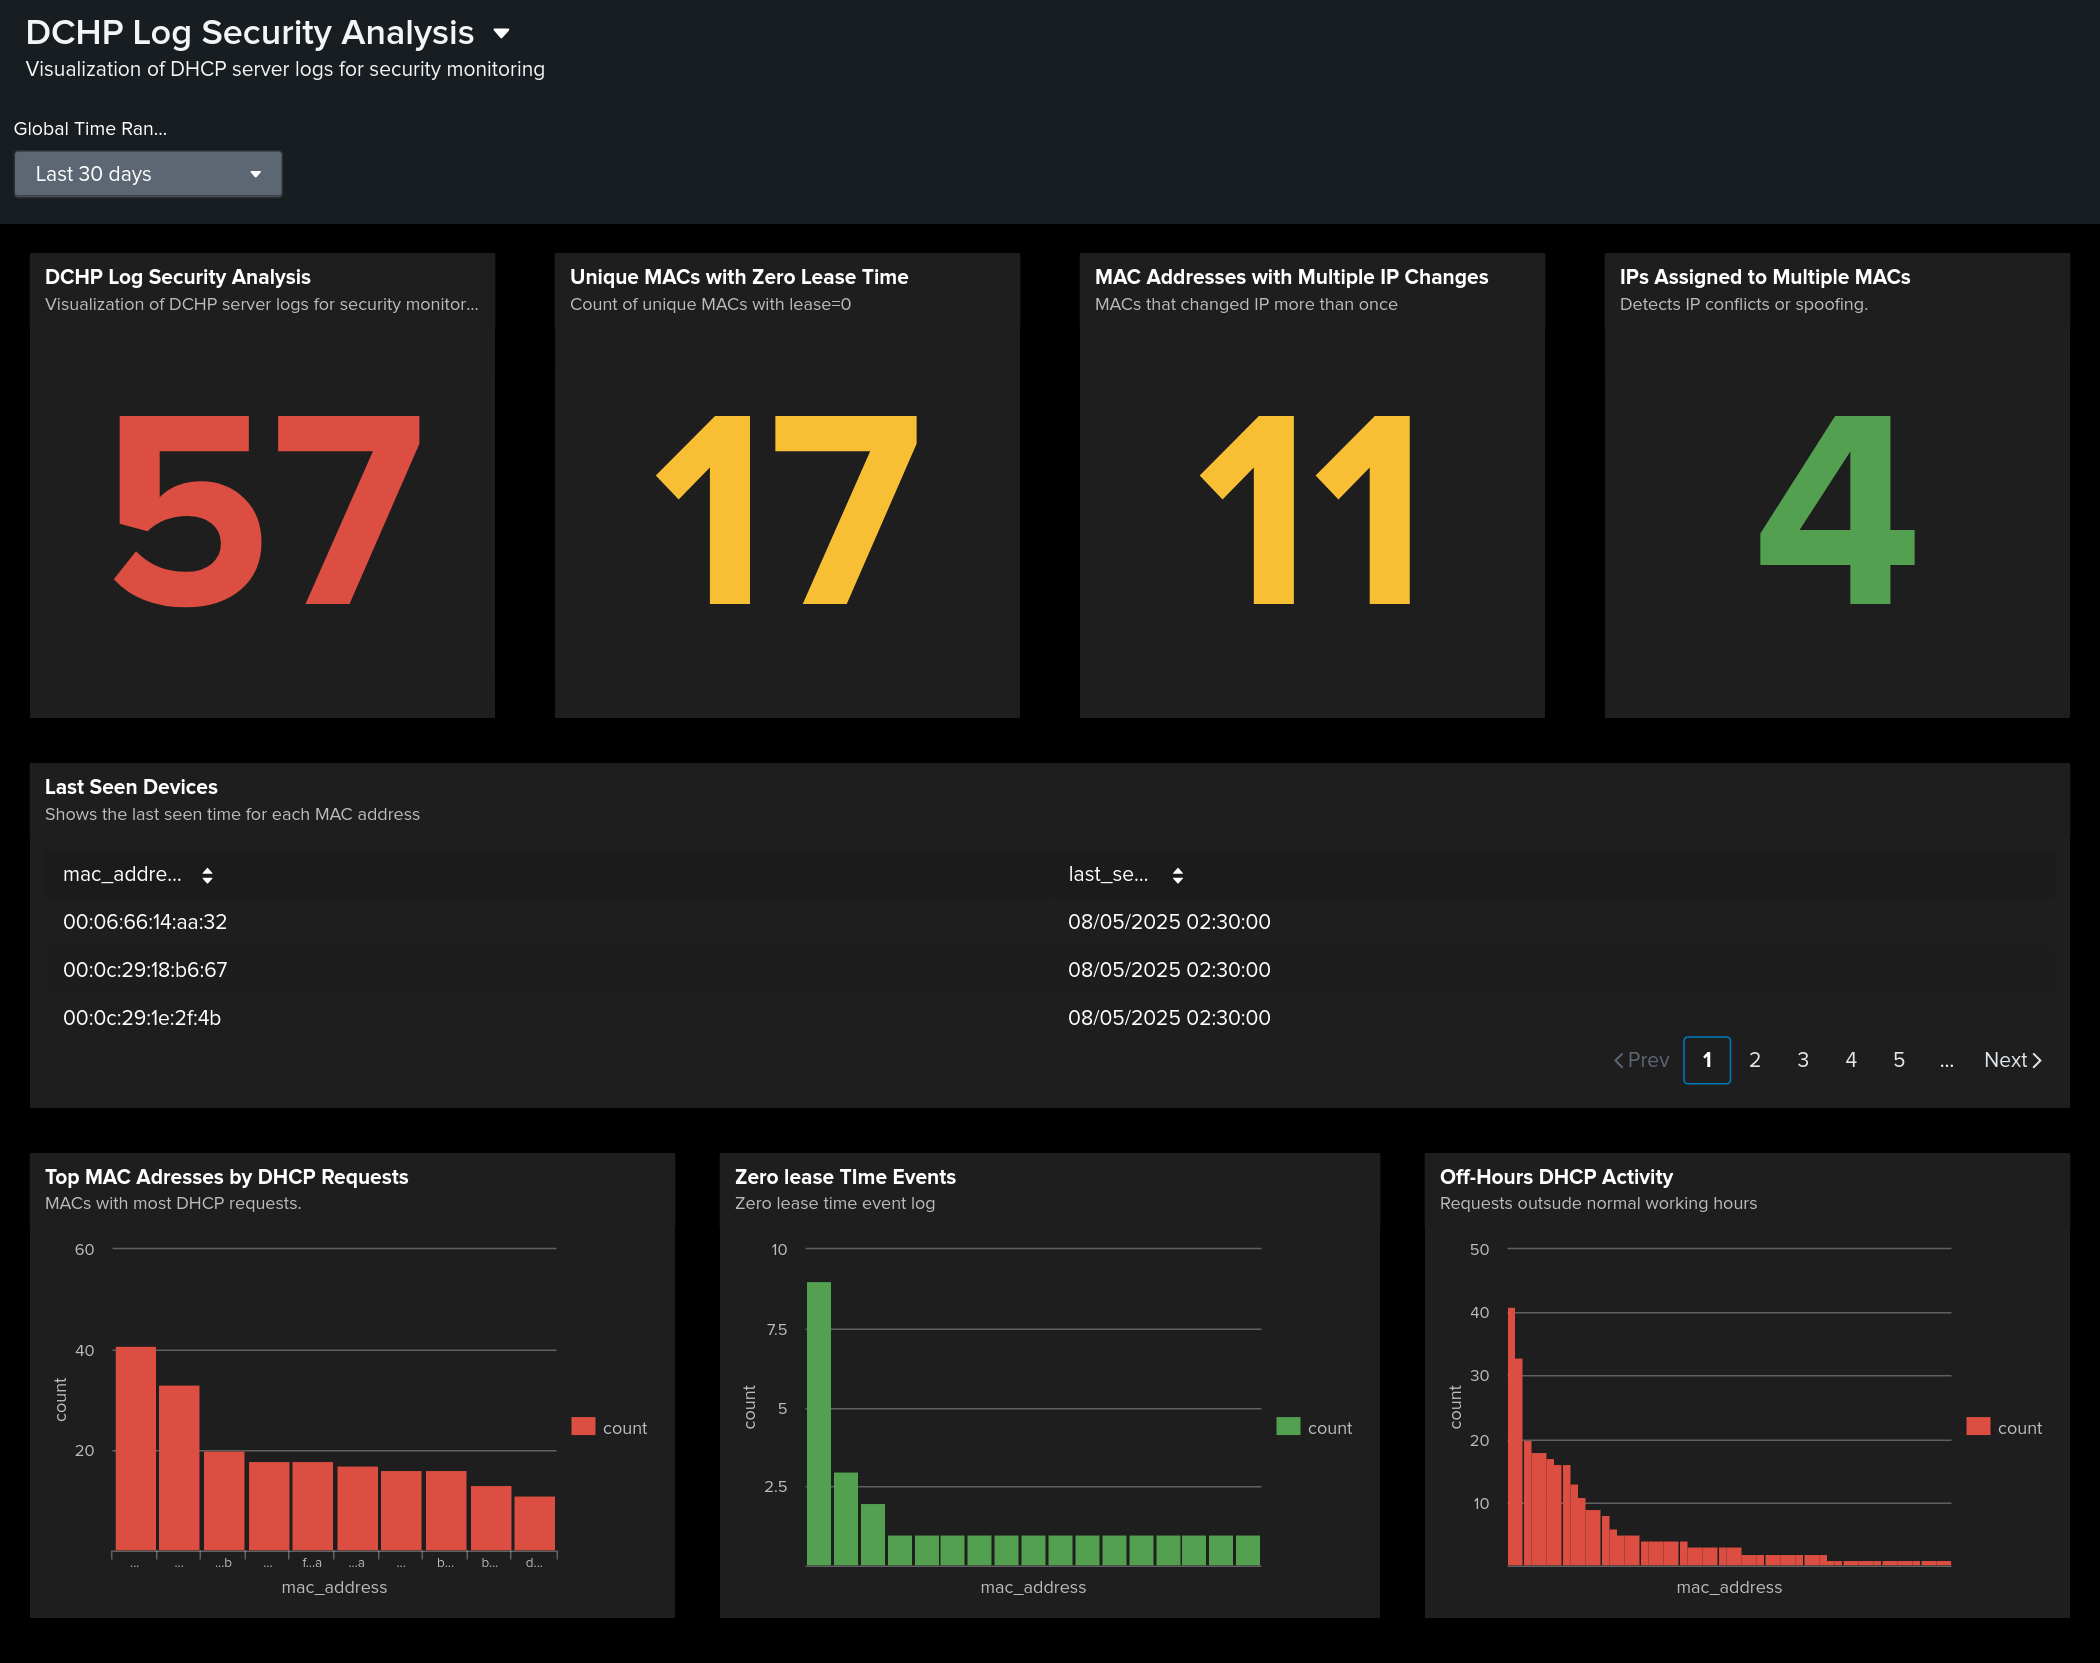 DCHP Log Security Analysis
Visualization of DHCP server logs for security monitoring
Global Time Ran...
Last 30 days
DCHP Log Security Analysis
Visualization of DCHP server logs for security monitor...
57
Unique MACs with Zero Lease Time
Count of unique MACs with lease=0
17
MAC Addresses with Multiple IP Changes
MACs that changed IP more than once
11
IPs Assigned to Multiple MACs
Detects IP conflicts or spoofing.
4
Last Seen Devices
Shows the last seen time for each MAC address
mac_addre... last_se...
00:06:66:14:aa:32 08/05/2025 02:30:00
00:0c:29:18:b6:67 08/05/2025 02:30:00
00:0c:29:1e:2f:4b 08/05/2025 02:30:00
Prev 1 2 3 4 5 ... Next
Top MAC Adresses by DHCP Requests
MACs with most DHCP requests.
60
40
20
count
... ... ...b ... f...a ...a ... b... b... d...
mac_address
count
Zero lease TIme Events
Zero lease time event log
10
7.5
5
2.5
count
mac_address
count
Off-Hours DHCP Activity
Requests outsude normal working hours
50
40
30
20
10
count
mac_address
count